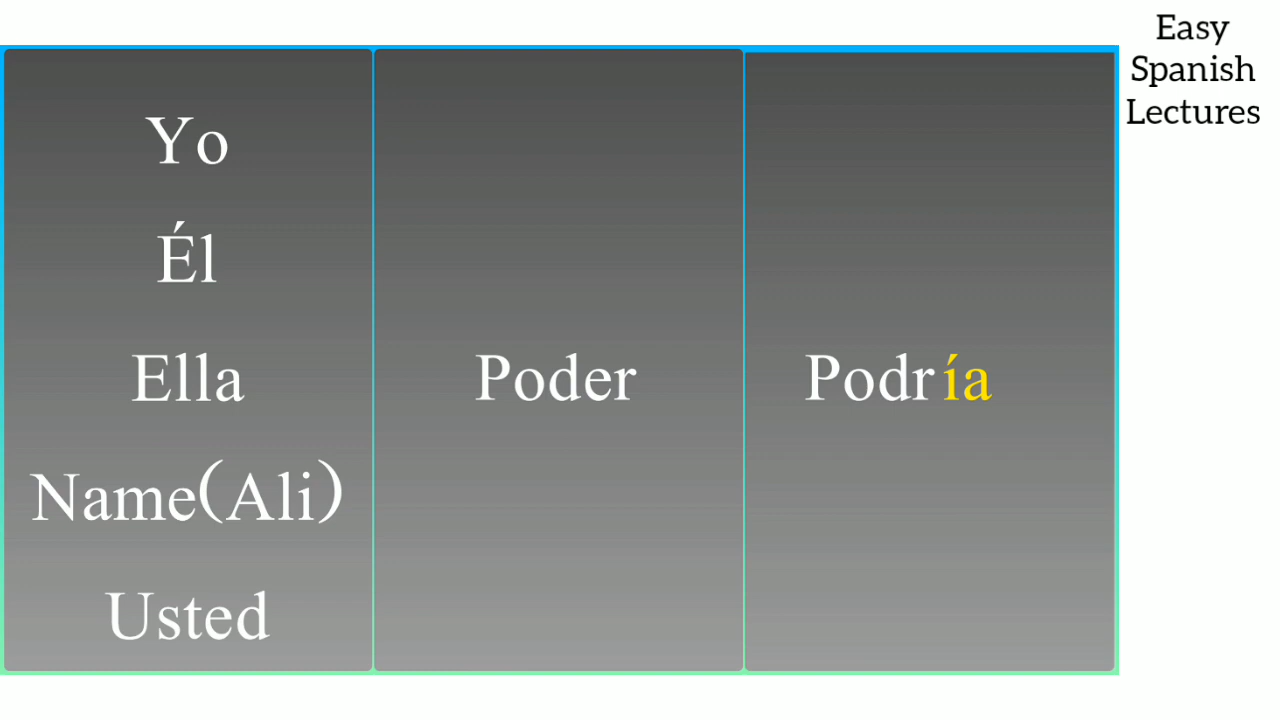 Easy
Spanish
Lectures
Yo
Él
Ella
Name(Ali)
Usted
Poder
Podría